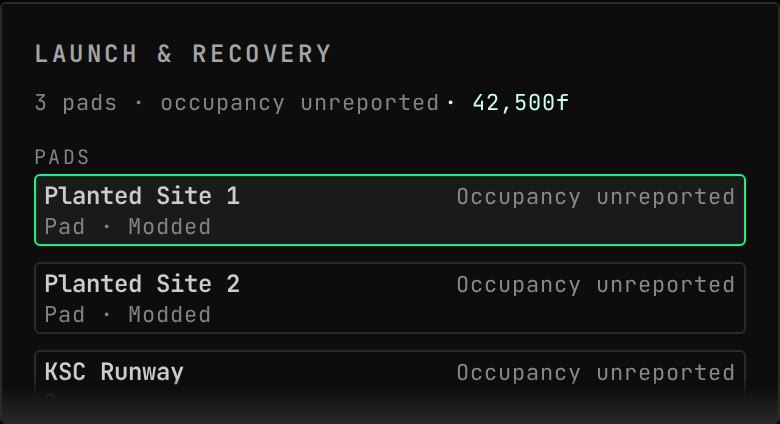 LAUNCH & RECOVERY
3 pads · occupancy unreported · 42,500f
PADS
Planted Site 1 Occupancy unreported
Pad · Modded
Planted Site 2 Occupancy unreported
Pad · Modded
KSC Runway Occupancy unreported